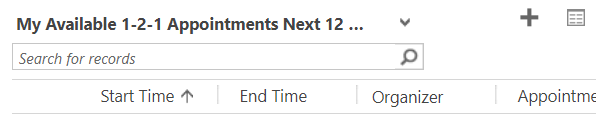 My Available 1-2-1 Appointments Next 12 ...
Search for records
Start Time End Time Organizer Appointme